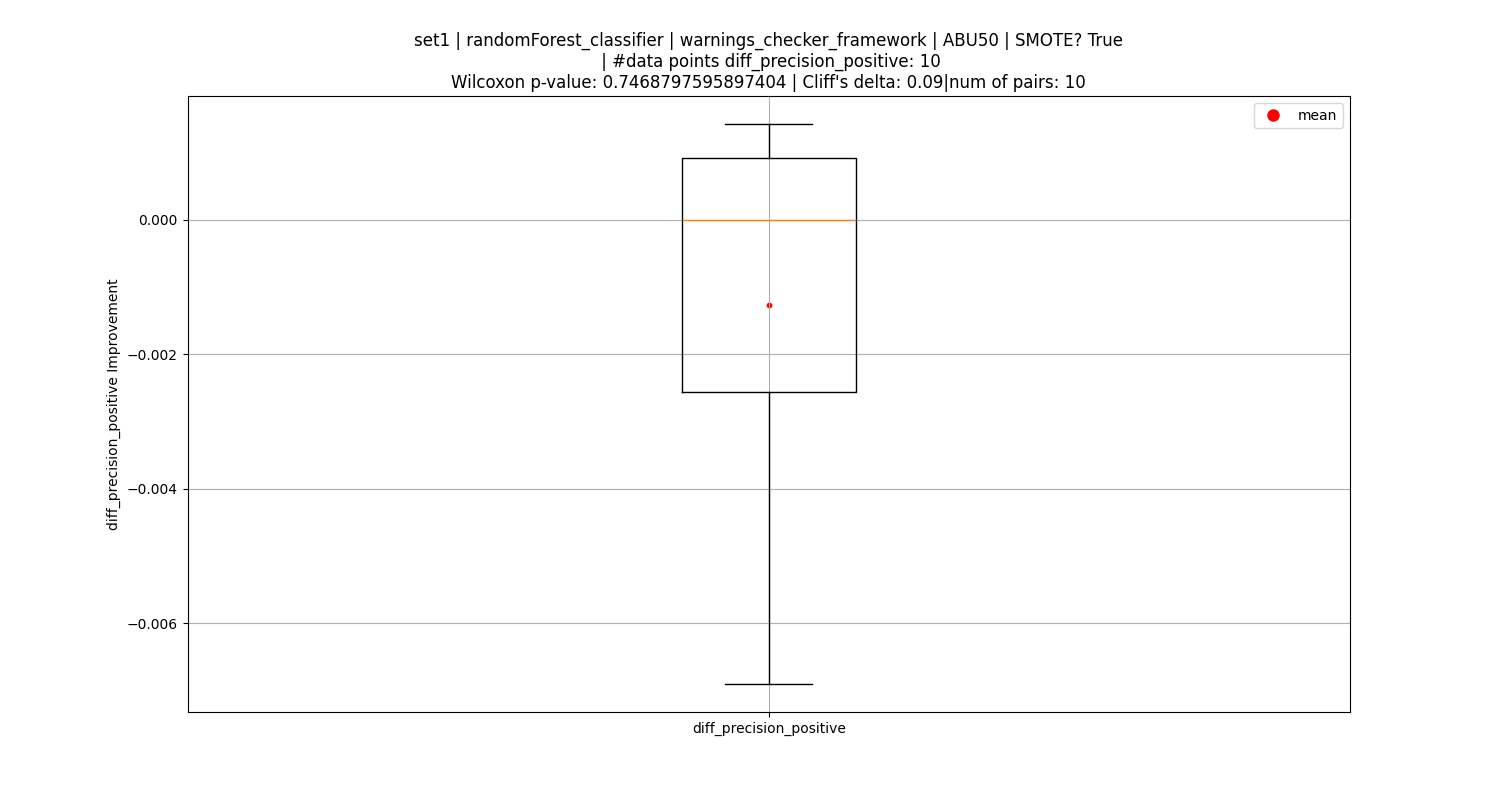 set1 | randomForest_classifier | warnings_checker_framework | ABU50 | SMOTE? True
| #data points diff_precision_positive: 10
Wilcoxon p-value: 0.7468797595897404 | Cliff's delta: 0.09|num of pairs: 10
mean
0.000
−0.002
−0.004
−0.006
diff_precision_positive Improvement
diff_precision_positive